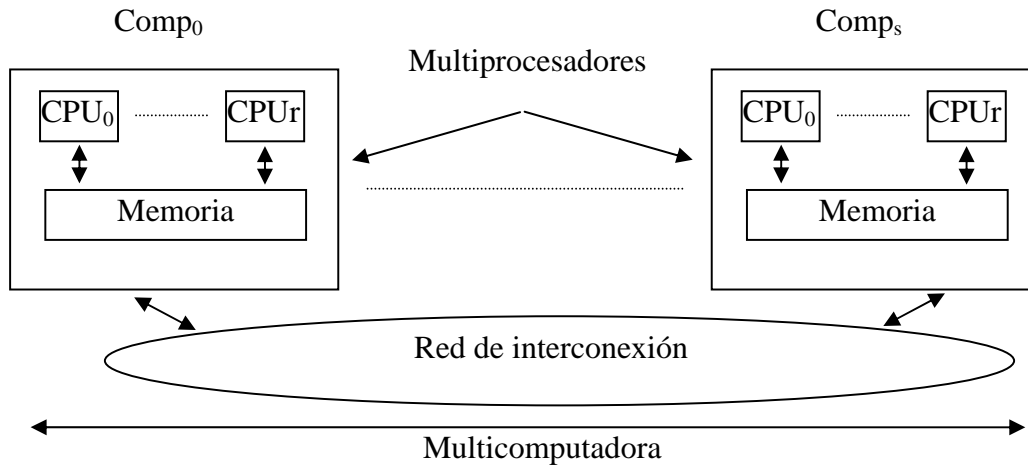 Comp₀
Compₛ
Multiprocesadores
CPU₀
CPUr
CPU₀
CPUr
Memoria
Memoria
Red de interconexión
Multicomputadora